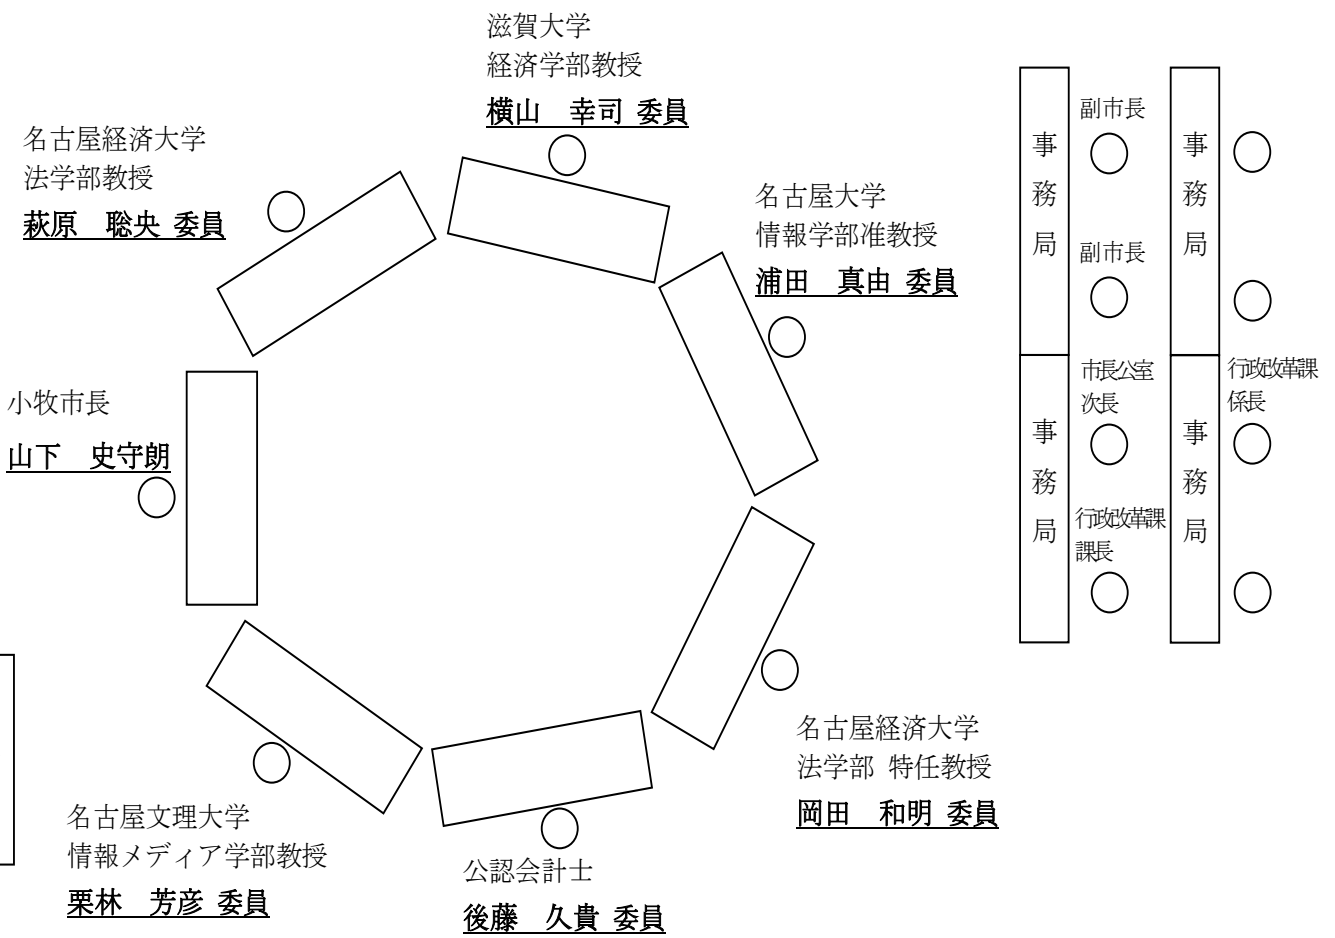 滋賀大学
経済学部教授
横山　幸司 委員
名古屋経済大学
法学部教授
萩原　聡央 委員
名古屋大学
情報学部准教授
浦田　真由 委員
小牧市長
山下　史守朗
名古屋経済大学
法学部 特任教授
岡田　和明 委員
名古屋文理大学
情報メディア学部教授
栗林　芳彦 委員
公認会計士
後藤　久貴 委員
事務局
副市長
副市長
事務局
事務局
市長公室
次長
行政改革課
課長
事務局
行政改革課
係長